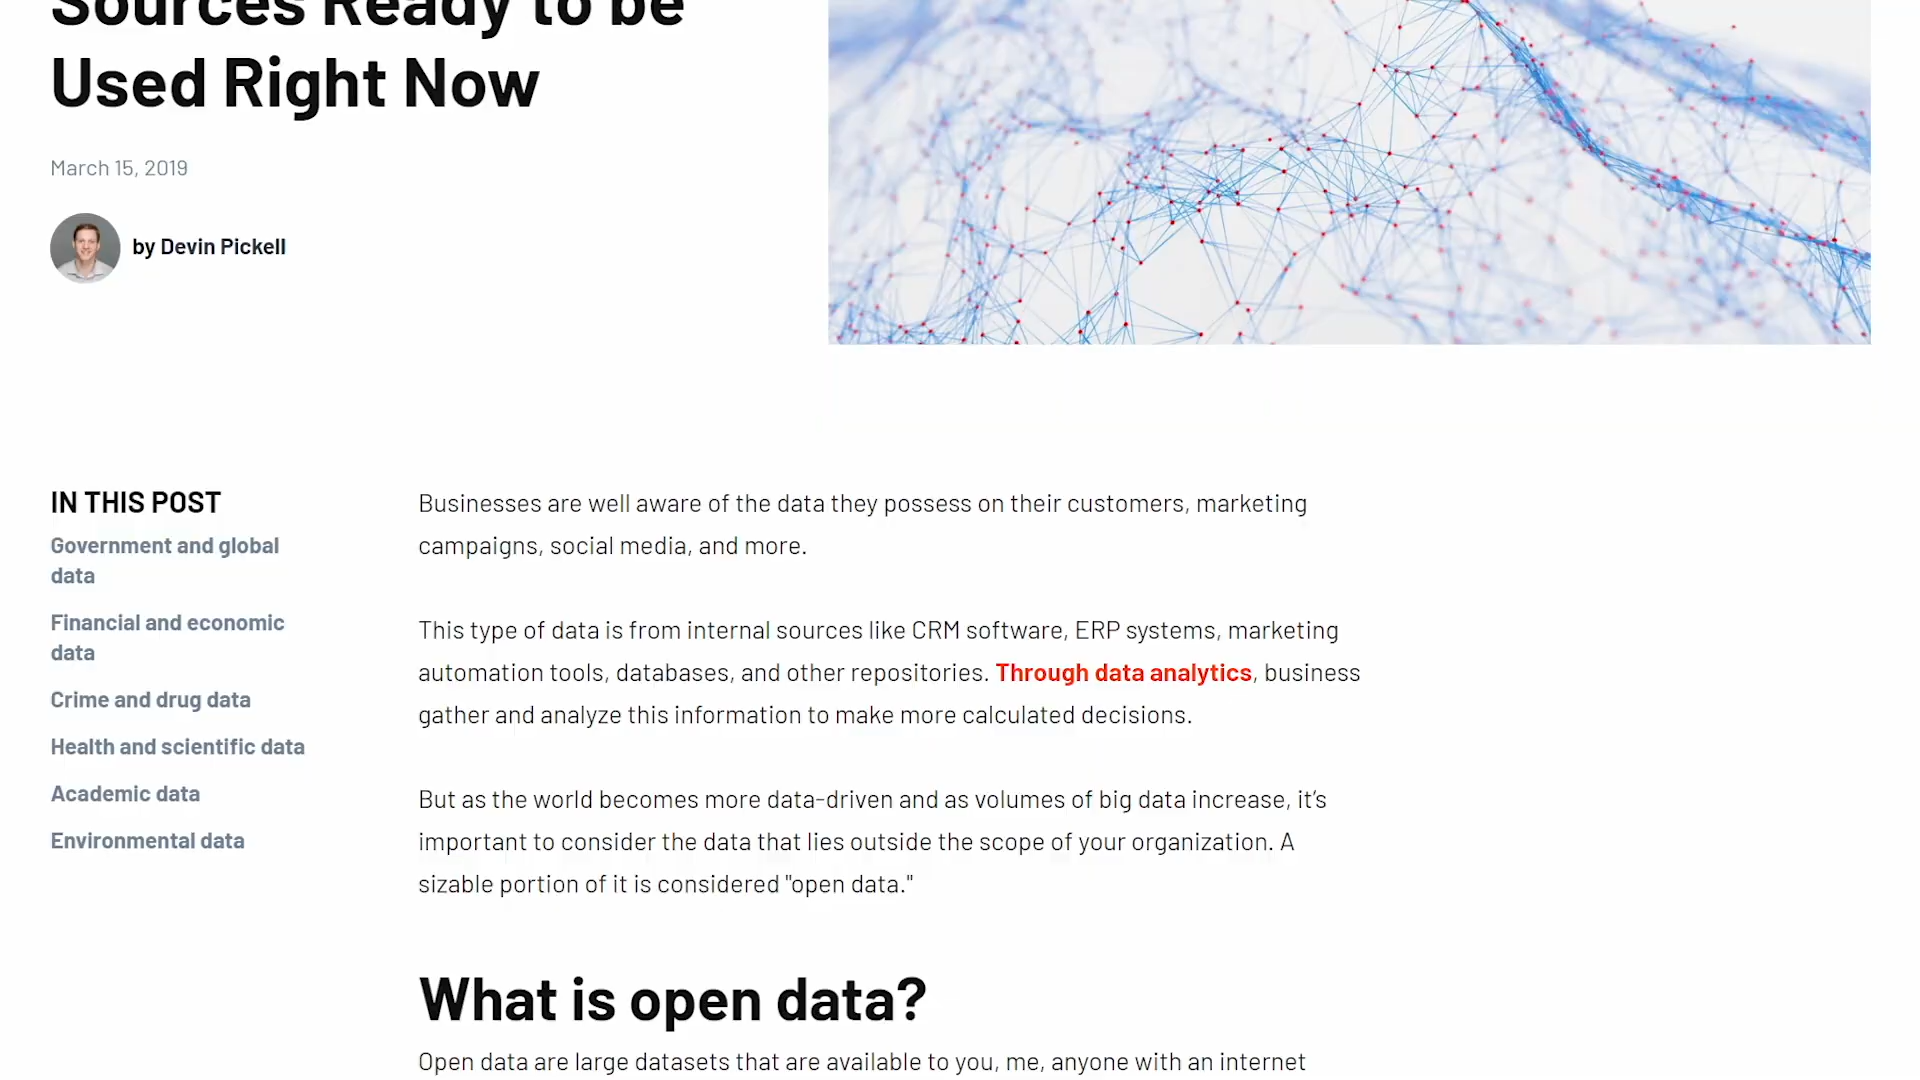 Sources Ready to be
Used Right Now
March 15, 2019
by Devin Pickell
IN THIS POST
Government and global
data
Financial and economic
data
Crime and drug data
Health and scientific data
Academic data
Environmental data
Businesses are well aware of the data they possess on their customers, marketing
campaigns, social media, and more.
This type of data is from internal sources like CRM software, ERP systems, marketing
automation tools, databases, and other repositories. Through data analytics, business
gather and analyze this information to make more calculated decisions.
But as the world becomes more data-driven and as volumes of big data increase, it’s
important to consider the data that lies outside the scope of your organization. A
sizable portion of it is considered "open data."
What is open data?
Open data are large datasets that are available to you, me, anyone with an internet